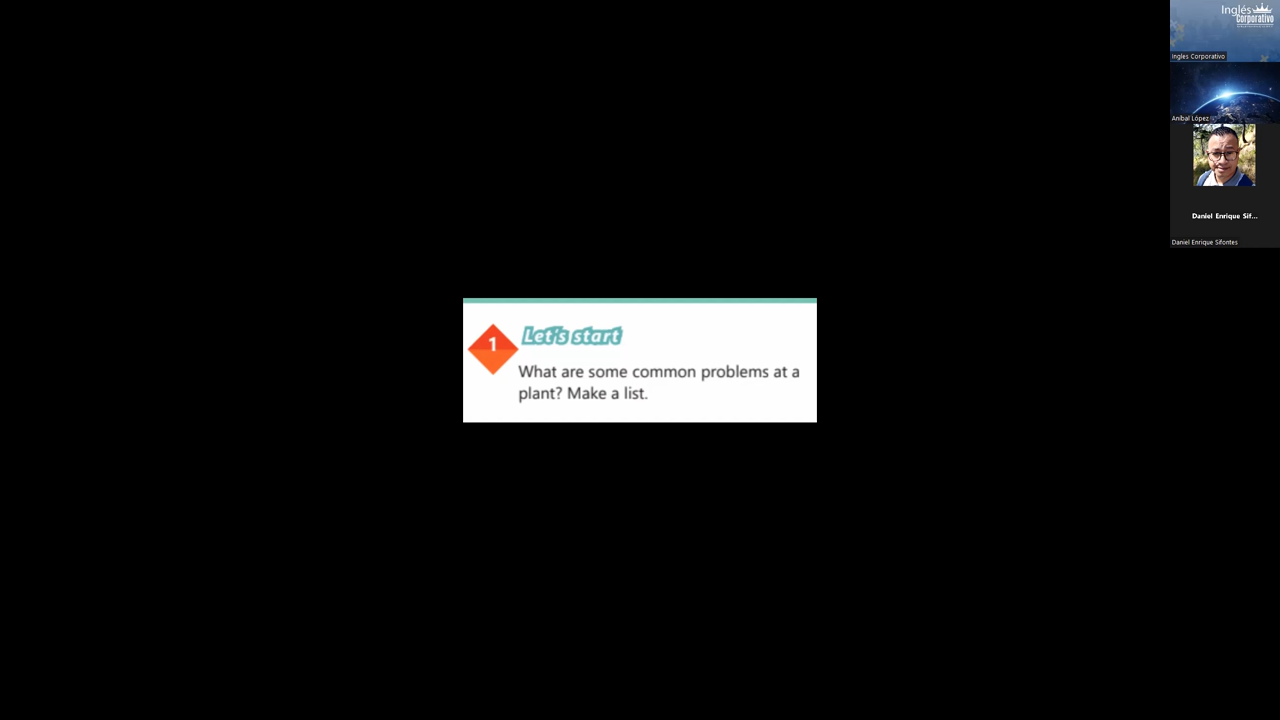 1
Let's start
What are some common problems at a
plant? Make a list.
Inglés
Corporativo
Ingles Corporativo
Aníbal López
Daniel Enrique Sif...
Daniel Enrique Sifontes